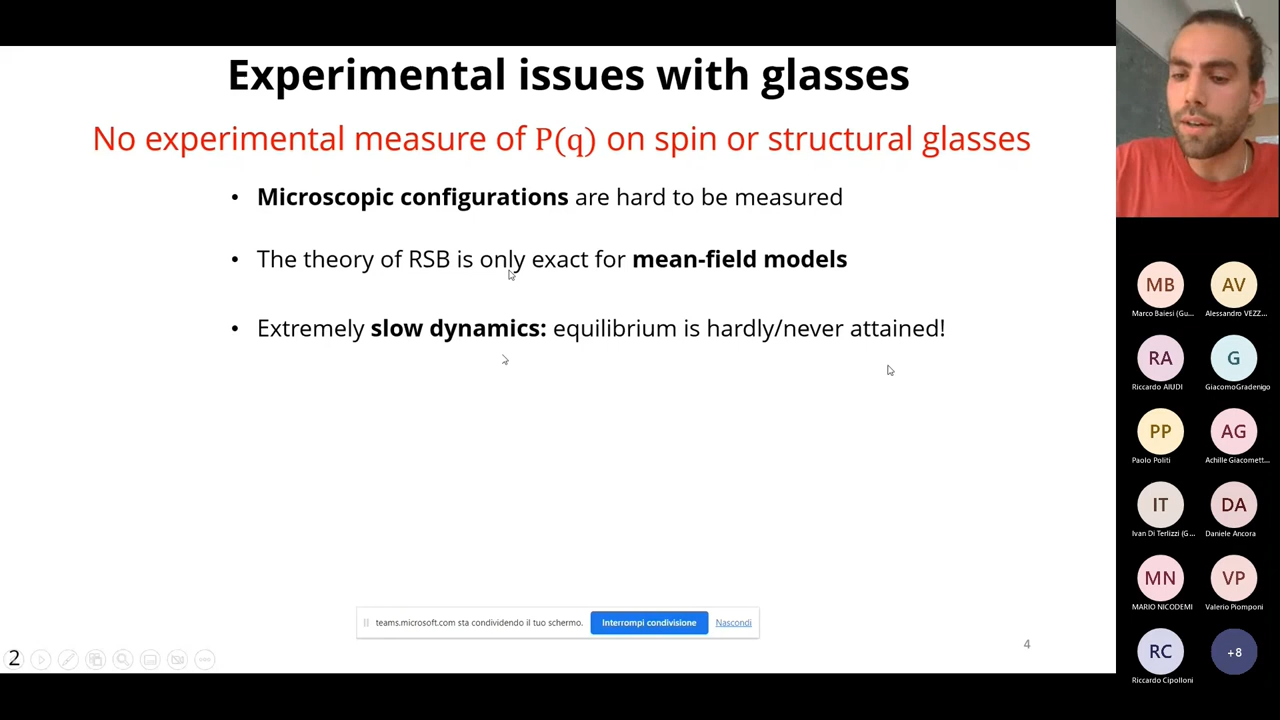 Experimental issues with glasses
No experimental measure of P(q) on spin or structural glasses
• Microscopic configurations are hard to be measured
• The theory of RSB is only exact for mean-field models
• Extremely slow dynamics: equilibrium is hardly/never attained!
teams.microsoft.com sta condividendo il tuo schermo. Interrompi condivisione Nascondi
4
2
MB AV
Marco Baiesi (Gu... Alessandro VEZZ...
RA G
Riccardo AIUDI GiacomoGradenigo
PP AG
Paolo Politi Achille Giacomett...
IT DA
Ivan Di Terlizzi (G... Daniele Ancora
MN VP
MARIO NICODEMI Valerio Piomponi
RC +8
Riccardo Cipolloni